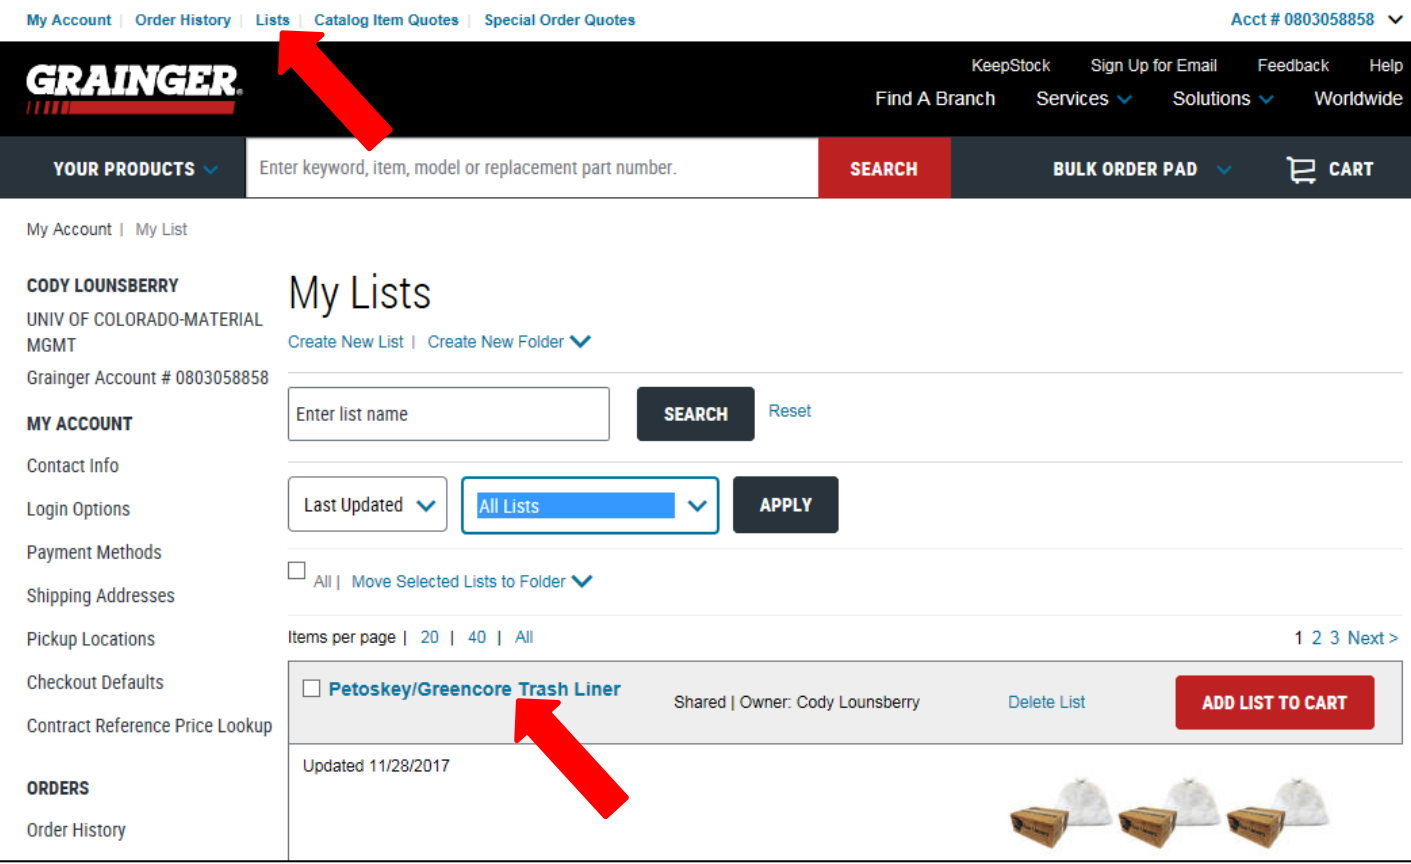 My Account | Order History | Lists | Catalog Item Quotes | Special Order Quotes
Acct # 0803058858
GRAINGER.
KeepStock Sign Up for Email Feedback Help
Find A Branch Services Solutions Worldwide
YOUR PRODUCTS
Enter keyword, item, model or replacement part number.
SEARCH
BULK ORDER PAD
CART
My Account | My List
CODY LOUNSBERRY
UNIV OF COLORADO-MATERIAL
MGMT
Grainger Account # 0803058858
MY ACCOUNT
Contact Info
Login Options
Payment Methods
Shipping Addresses
Pickup Locations
Checkout Defaults
Contract Reference Price Lookup
ORDERS
Order History
My Lists
Create New List | Create New Folder
Enter list name
SEARCH
Reset
Last Updated
All Lists
APPLY
All | Move Selected Lists to Folder
Items per page | 20 | 40 | All
1 2 3 Next >
Petoskey/Greencore Trash Liner
Shared | Owner: Cody Lounsberry
Delete List
ADD LIST TO CART
Updated 11/28/2017